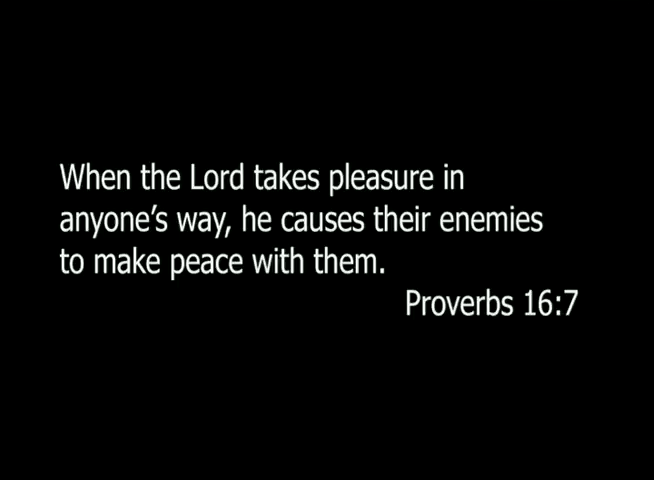 When the Lord takes pleasure in
anyone’s way, he causes their enemies
to make peace with them.
Proverbs 16:7